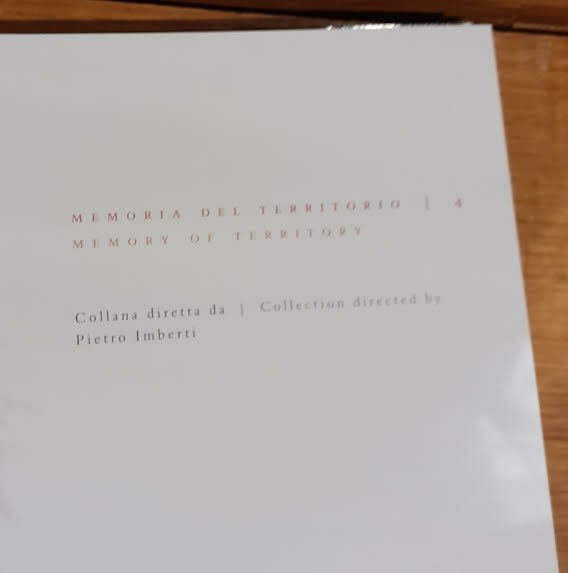 MEMORIA DEL TERRITORIO | 4
MEMORY OF TERRITORY
Collana diretta da | Collection directed by
Pietro Imberti